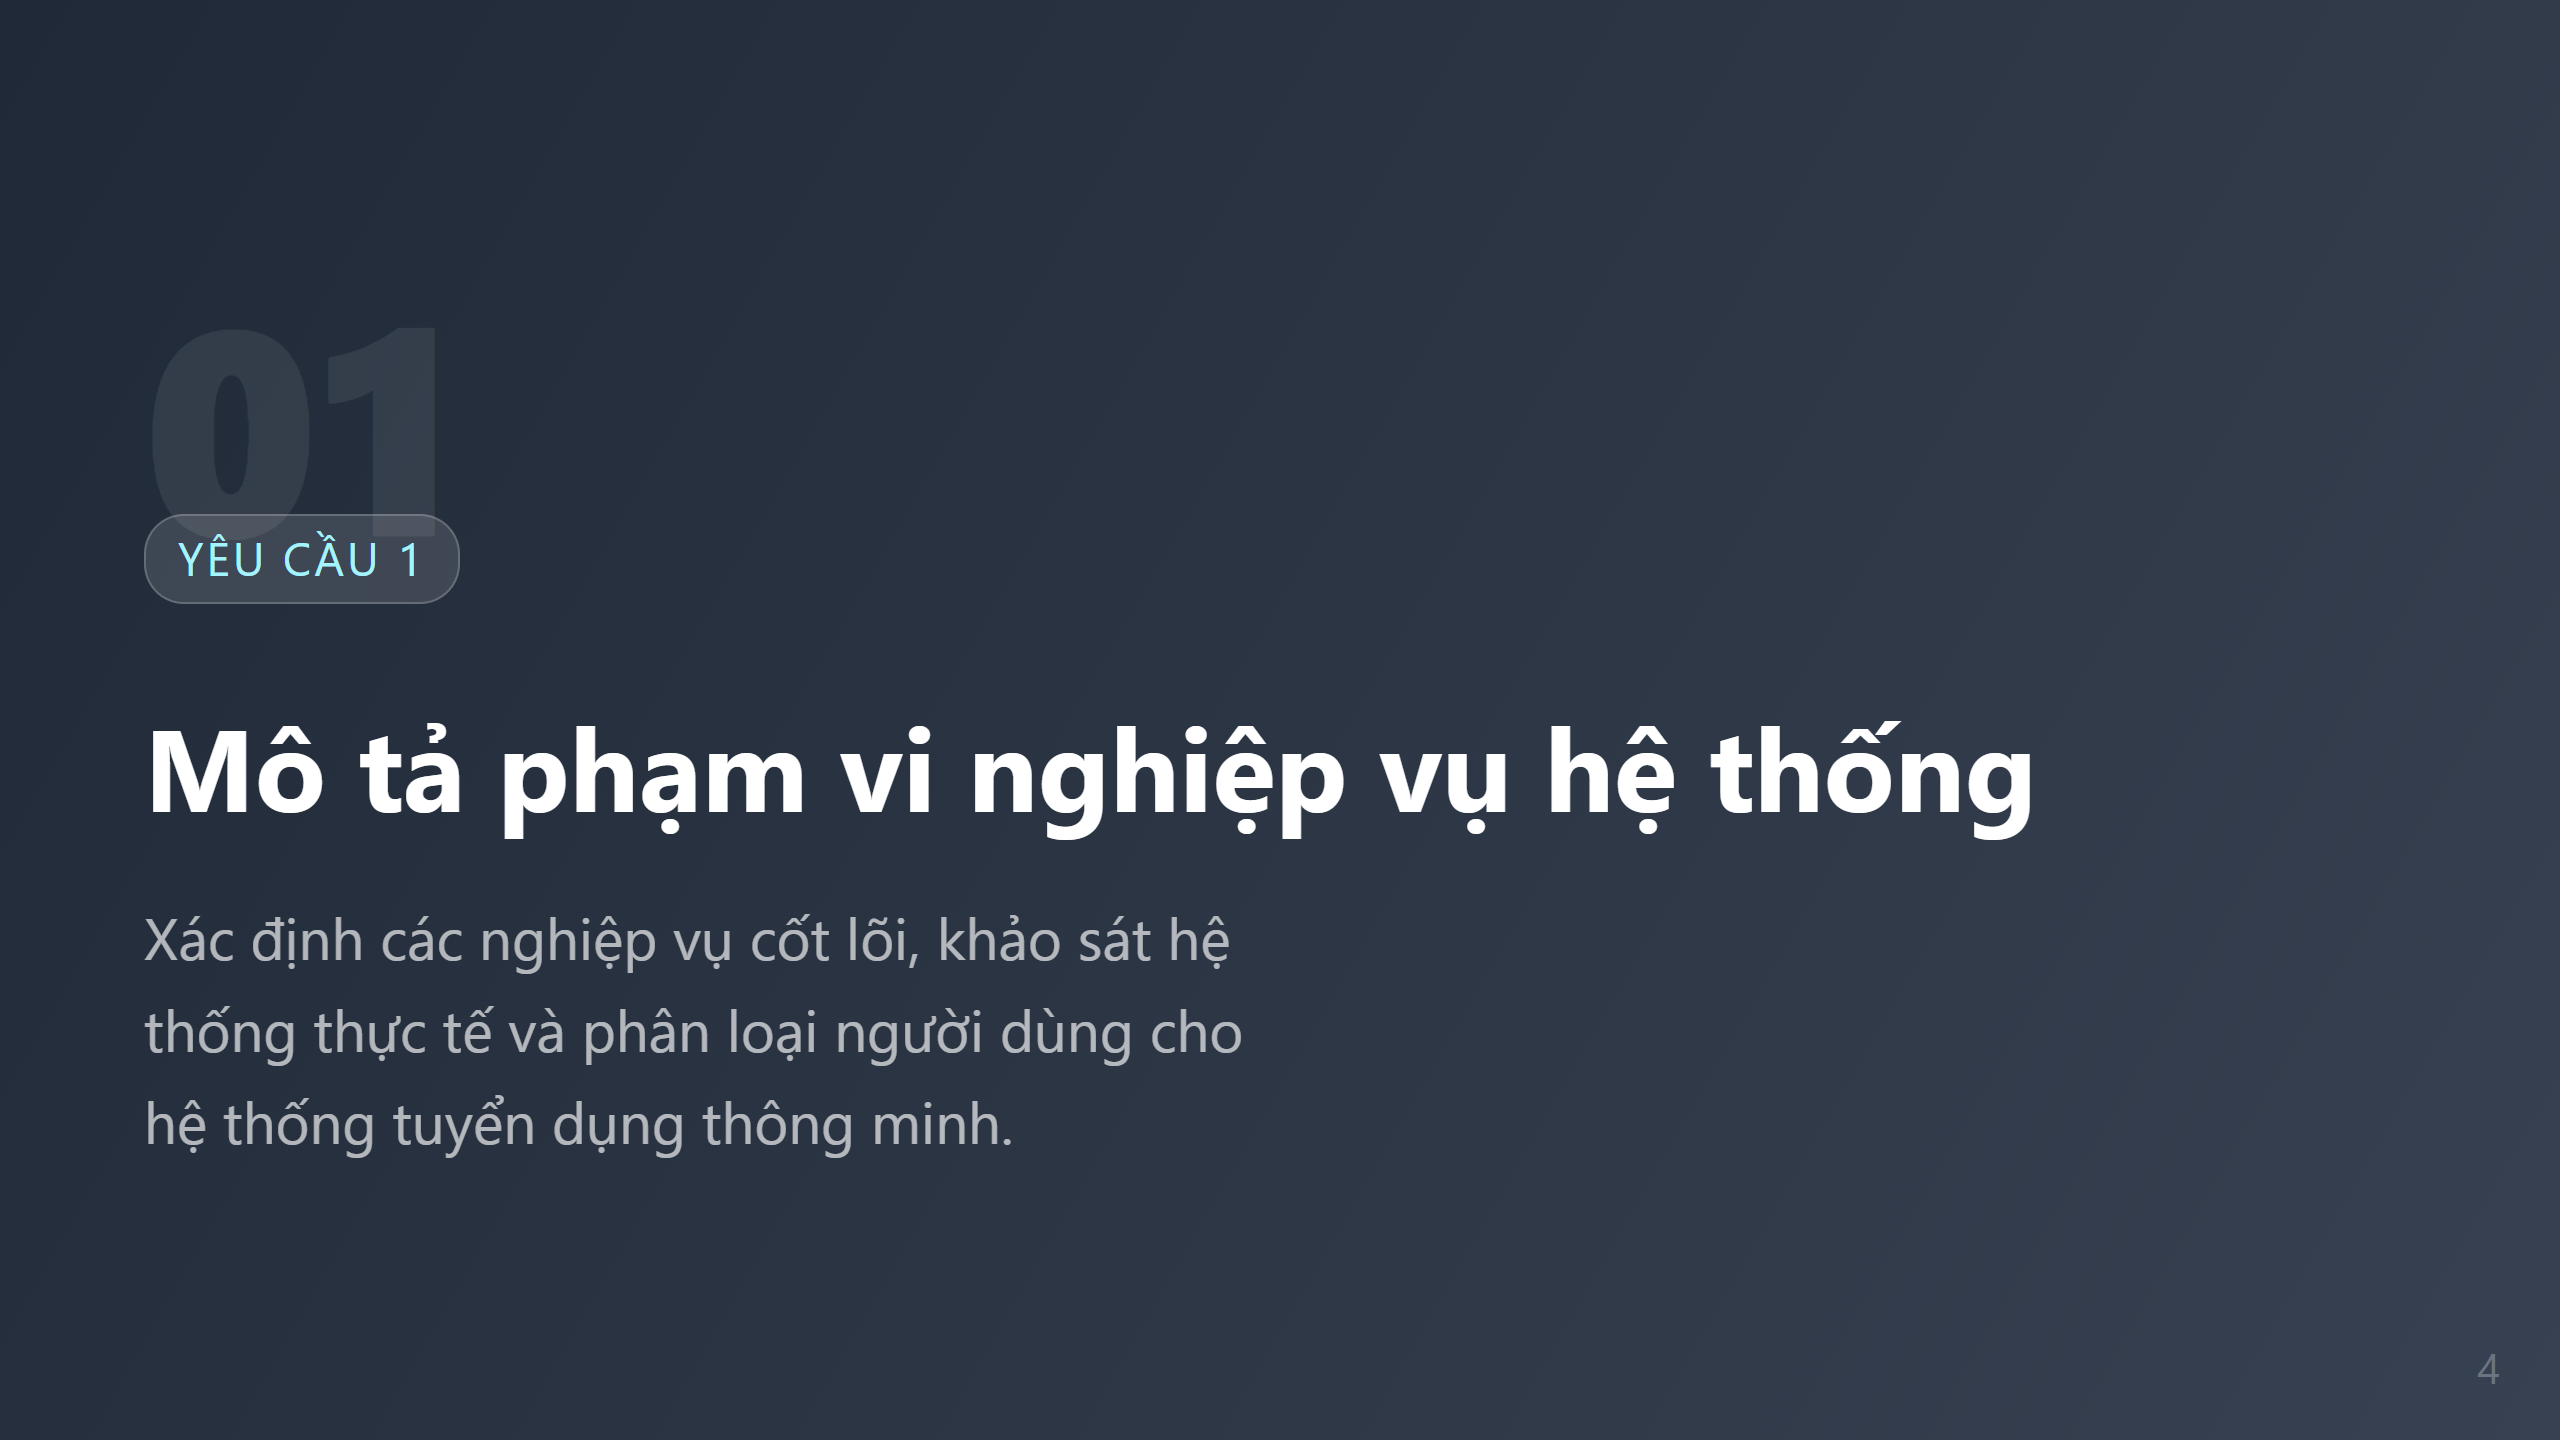 01
YÊU CẦU 1
Mô tả phạm vi nghiệp vụ hệ thống
Xác định các nghiệp vụ cốt lõi, khảo sát hệ
thống thực tế và phân loại người dùng cho
hệ thống tuyển dụng thông minh.
4